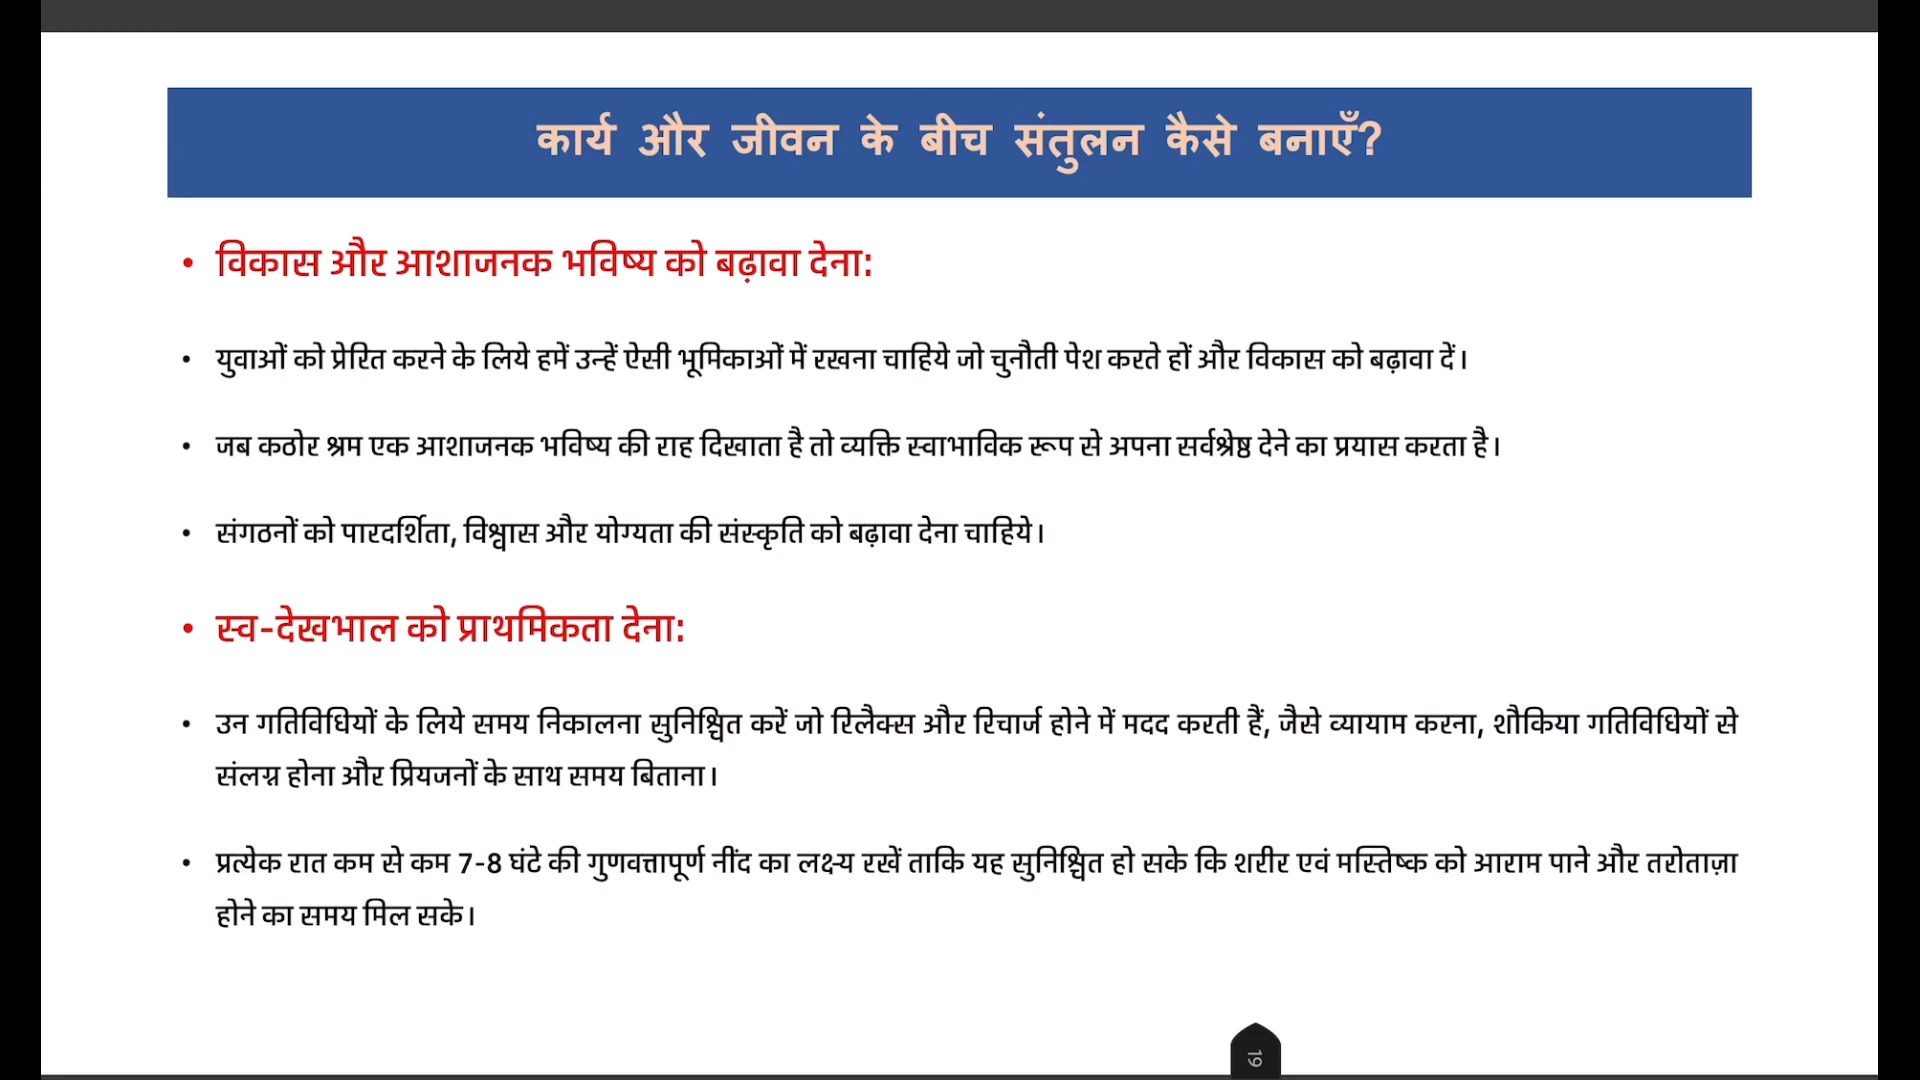 कार्य और जीवन के बीच संतुलन कैसे बनाएँ?
• विकास और आशाजनक भविष्य को बढ़ावा देना:
• युवाओं को प्रेरित करने के लिये हमें उन्हें ऐसी भूमिकाओं में रखना चाहिये जो चुनौती पेश करते हों और विकास को बढ़ावा दें।
• जब कठोर श्रम एक आशाजनक भविष्य की राह दिखाता है तो व्यक्ति स्वाभाविक रूप से अपना सर्वश्रेष्ठ देने का प्रयास करता है।
• संगठनों को पारदर्शिता, विश्वास और योग्यता की संस्कृति को बढ़ावा देना चाहिये।
• स्व-देखभाल को प्राथमिकता देना:
• उन गतिविधियों के लिये समय निकालना सुनिश्चित करें जो रिलैक्स और रिचार्ज होने में मदद करती हैं, जैसे व्यायाम करना, शौकिया गतिविधियों से
संलग्न होना और प्रियजनों के साथ समय बिताना।
• प्रत्येक रात कम से कम 7-8 घंटे की गुणवत्तापूर्ण नींद का लक्ष्य रखें ताकि यह सुनिश्चित हो सके कि शरीर एवं मस्तिष्क को आराम पाने और तरोताज़ा
होने का समय मिल सके।
19